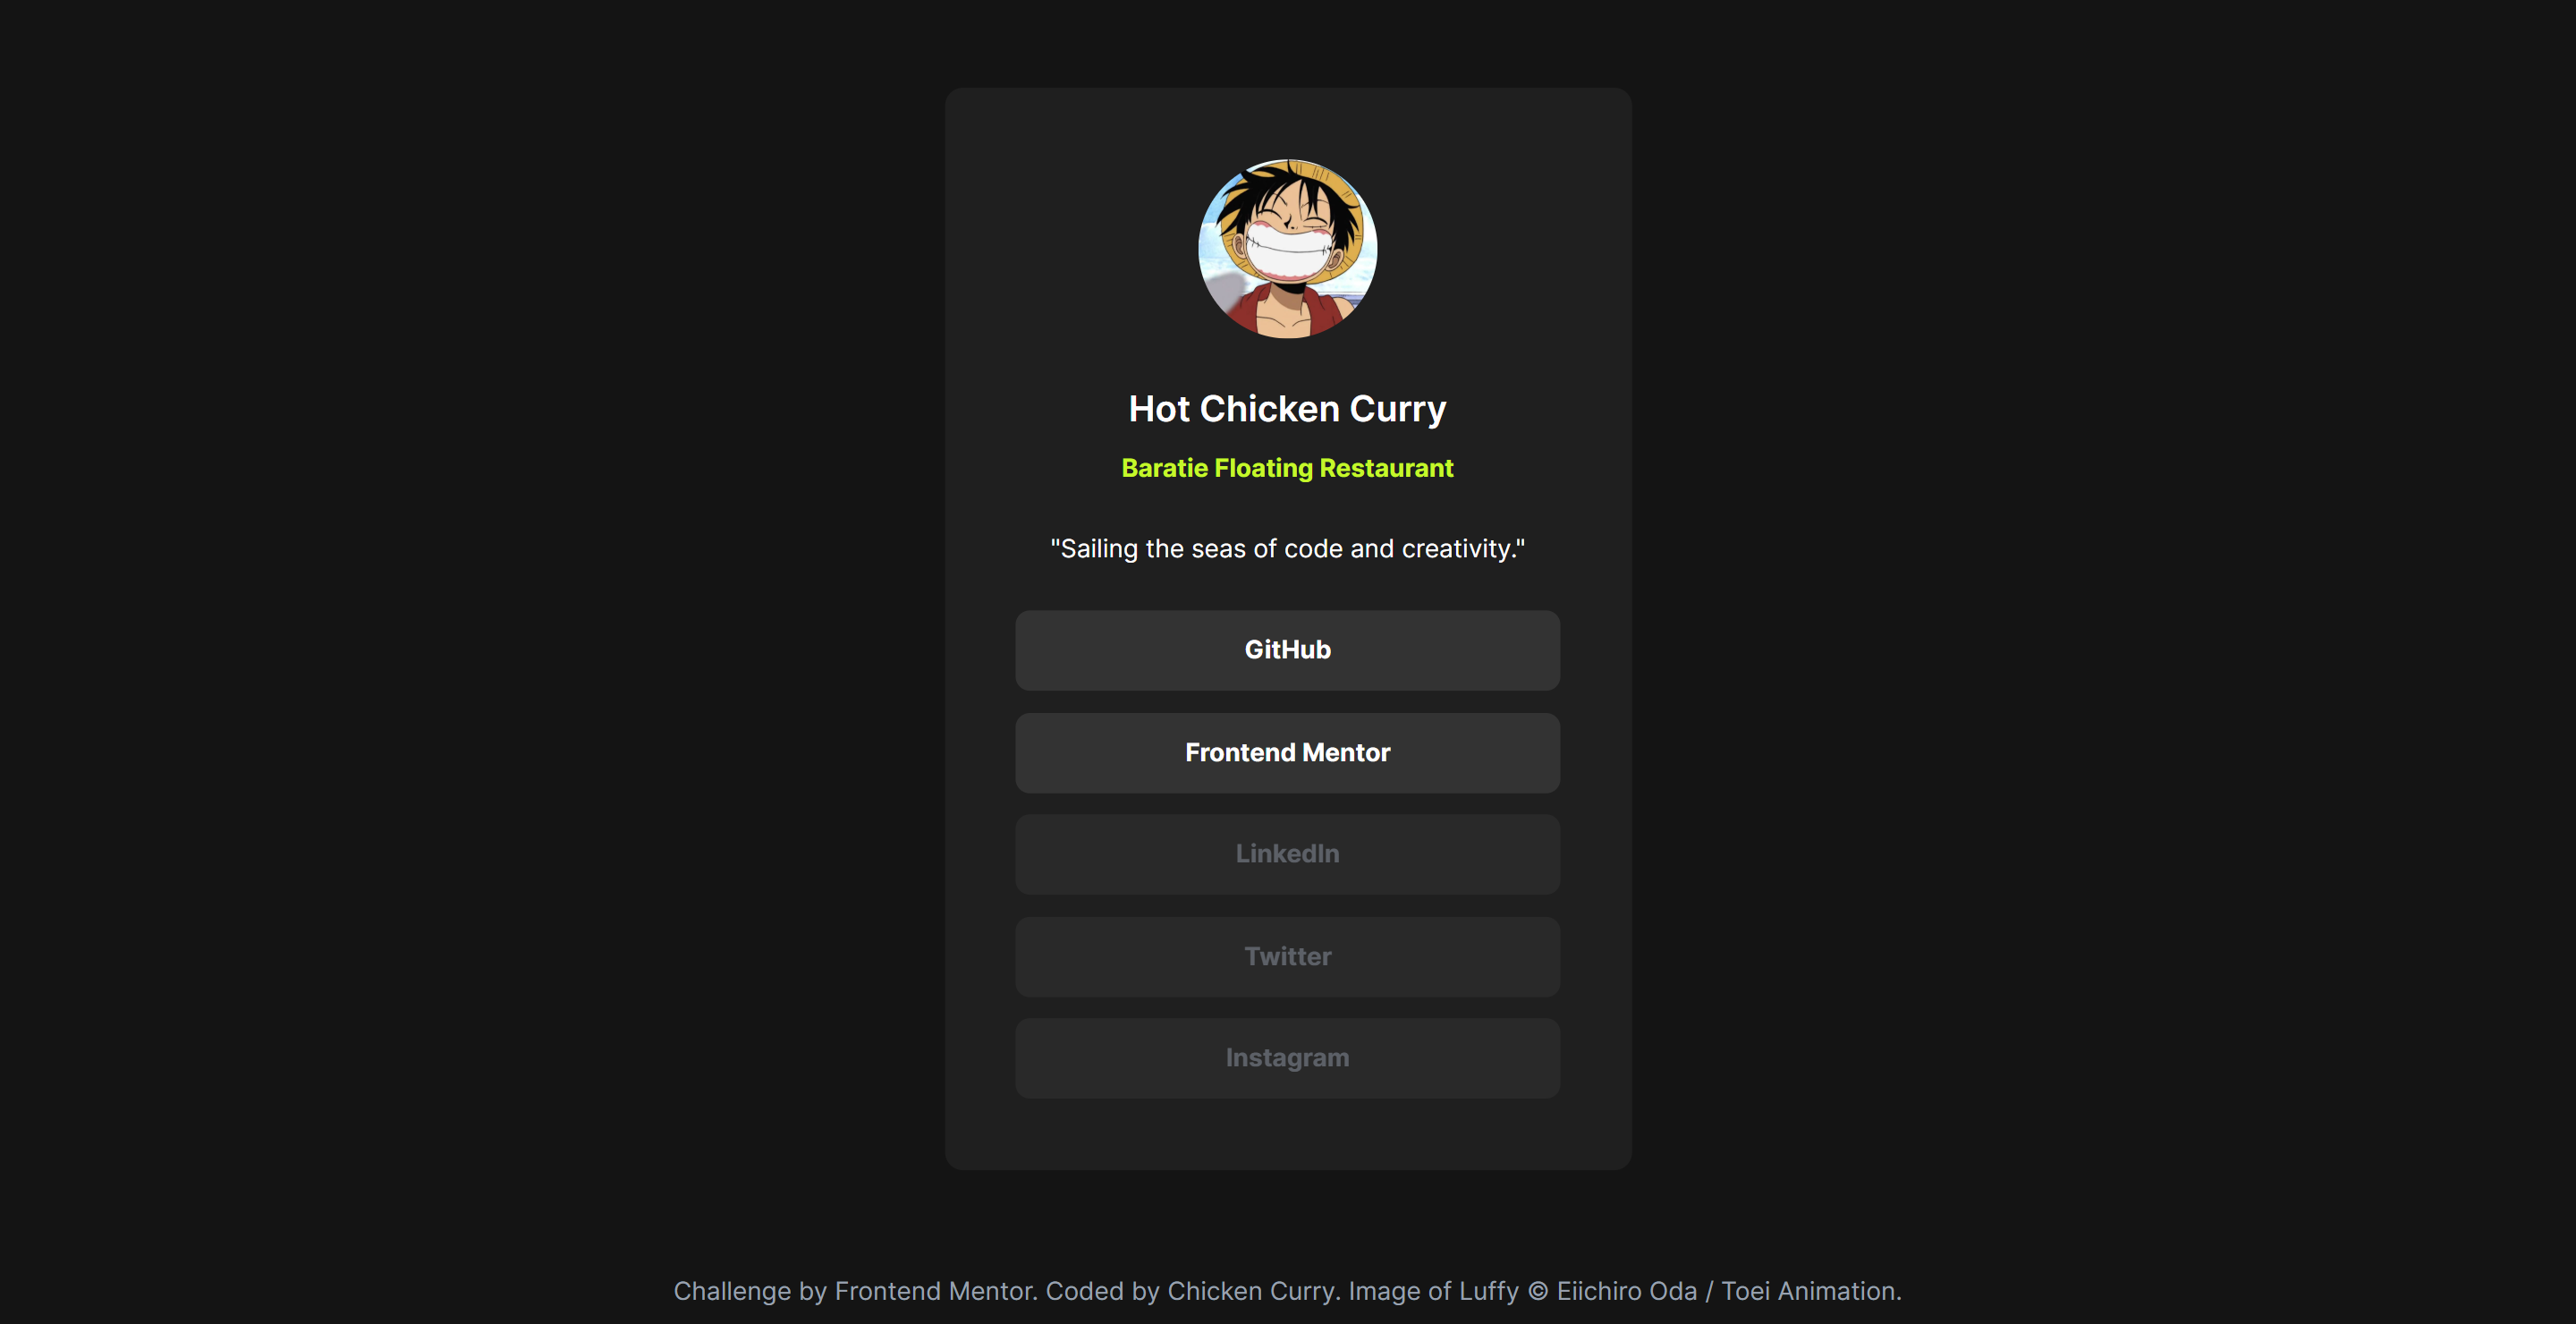 Hot Chicken Curry
Baratie Floating Restaurant
"Sailing the seas of code and creativity."
GitHub
Frontend Mentor
LinkedIn
Twitter
Instagram
Challenge by Frontend Mentor. Coded by Chicken Curry. Image of Luffy © Eiichiro Oda / Toei Animation.